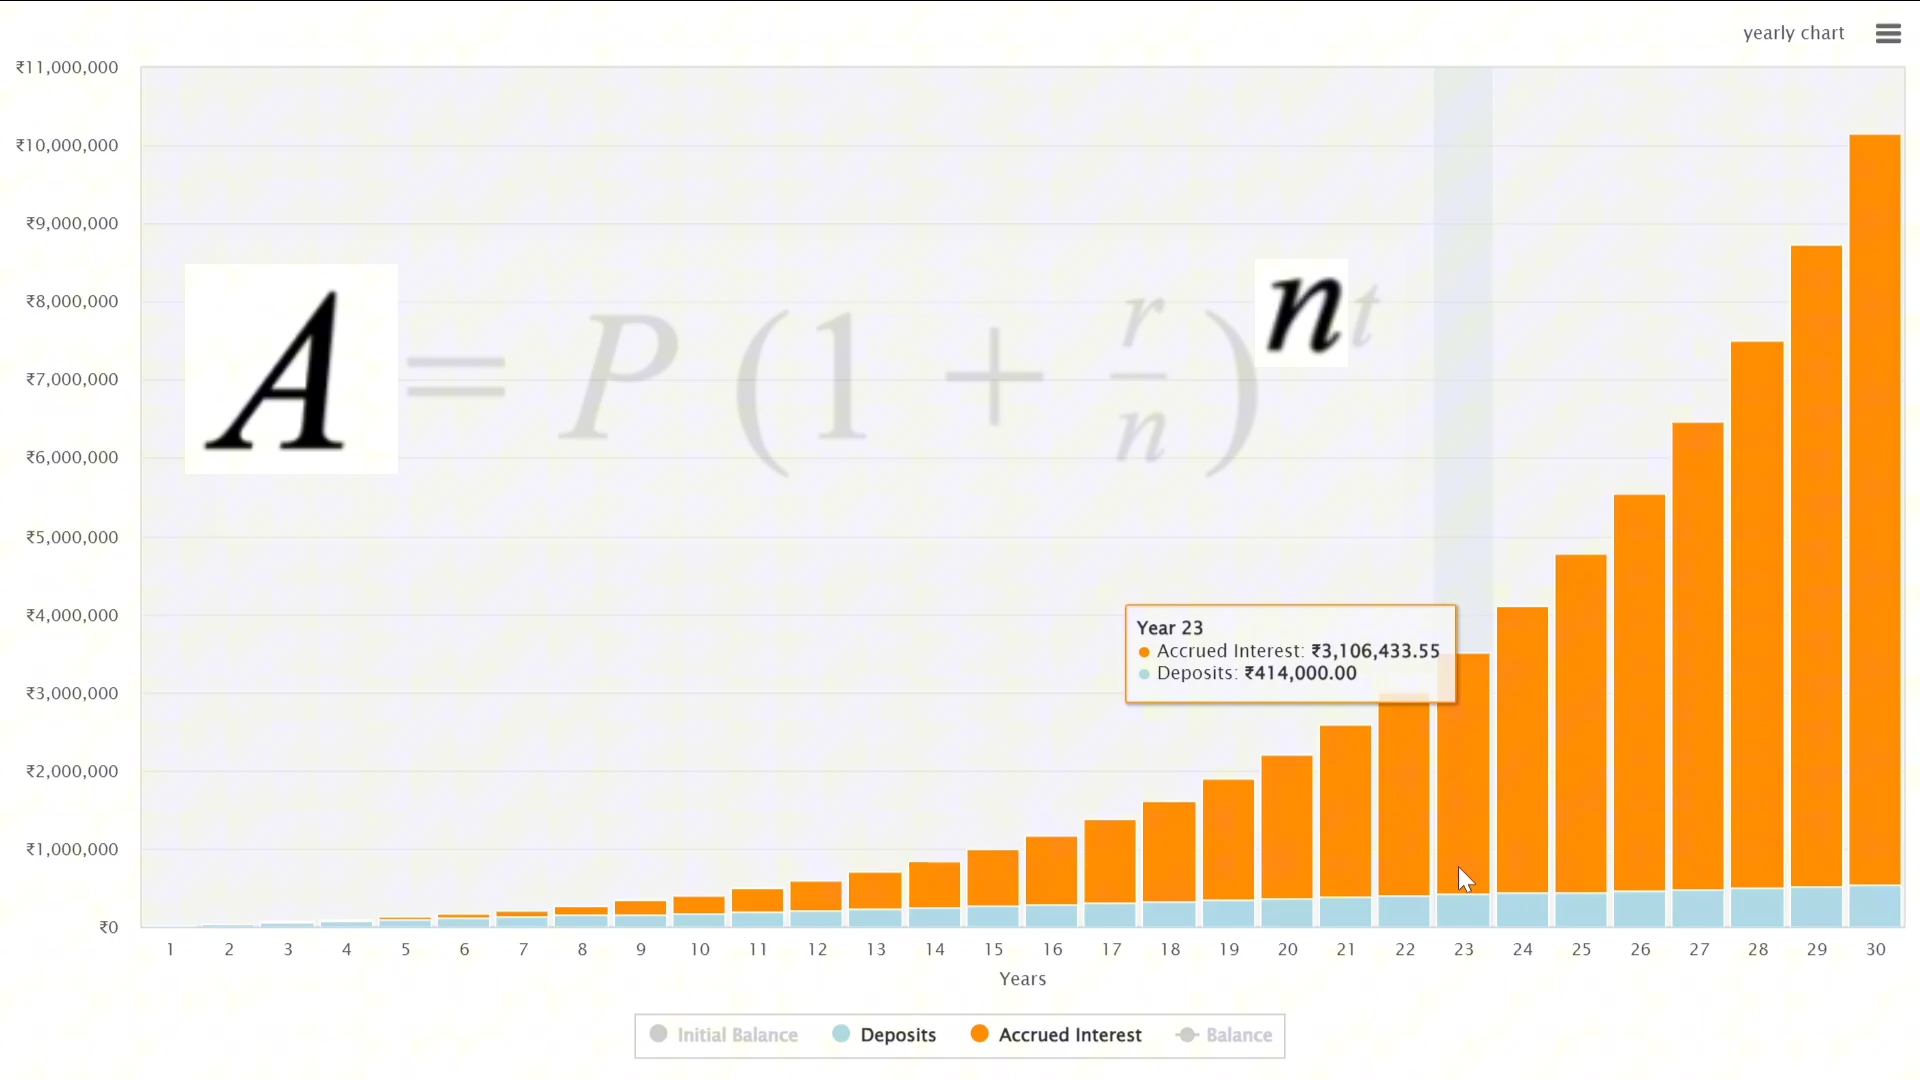 yearly chart
₹11,000,000
₹10,000,000
₹9,000,000
₹8,000,000
₹7,000,000
₹6,000,000
₹5,000,000
₹4,000,000
₹3,000,000
₹2,000,000
₹1,000,000
₹0
A = P (1 + r/n)^nt
Year 23
Accrued Interest: ₹3,106,433.55
Deposits: ₹414,000.00
1 2 3 4 5 6 7 8 9 10 11 12 13 14 15 16 17 18 19 20 21 22 23 24 25 26 27 28 29 30
Years
Initial Balance Deposits Accrued Interest Balance